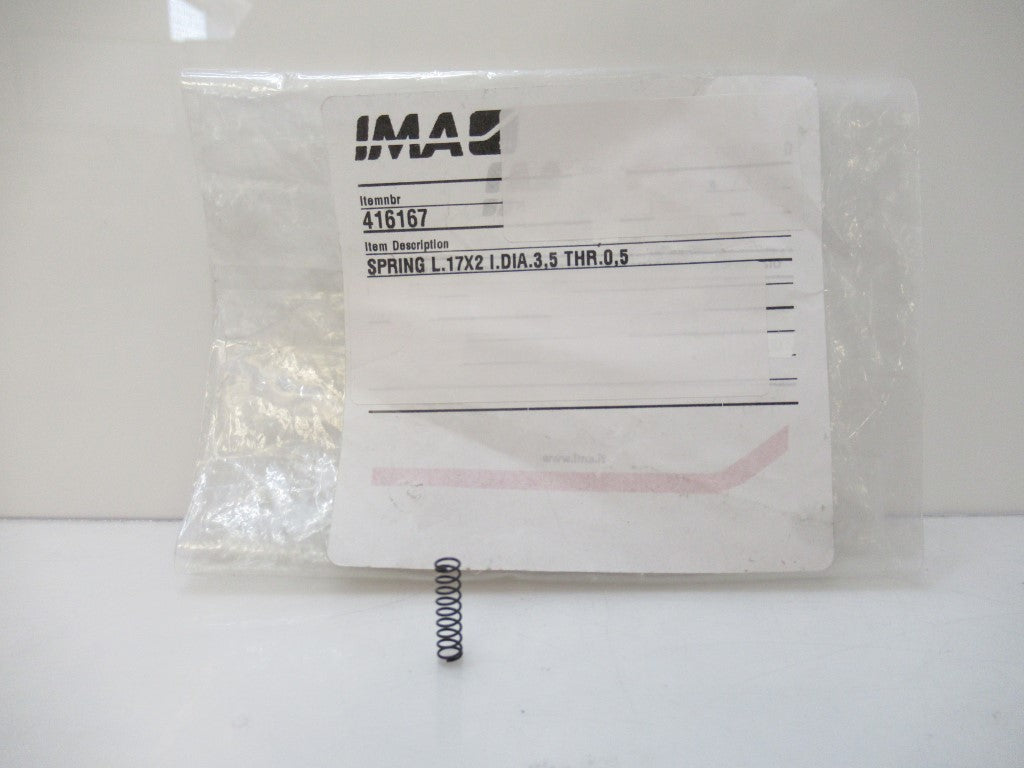 IMA
Itemnbr
416167
Item Description
SPRING L.17X2 I.DIA.3,5 THR.0,5